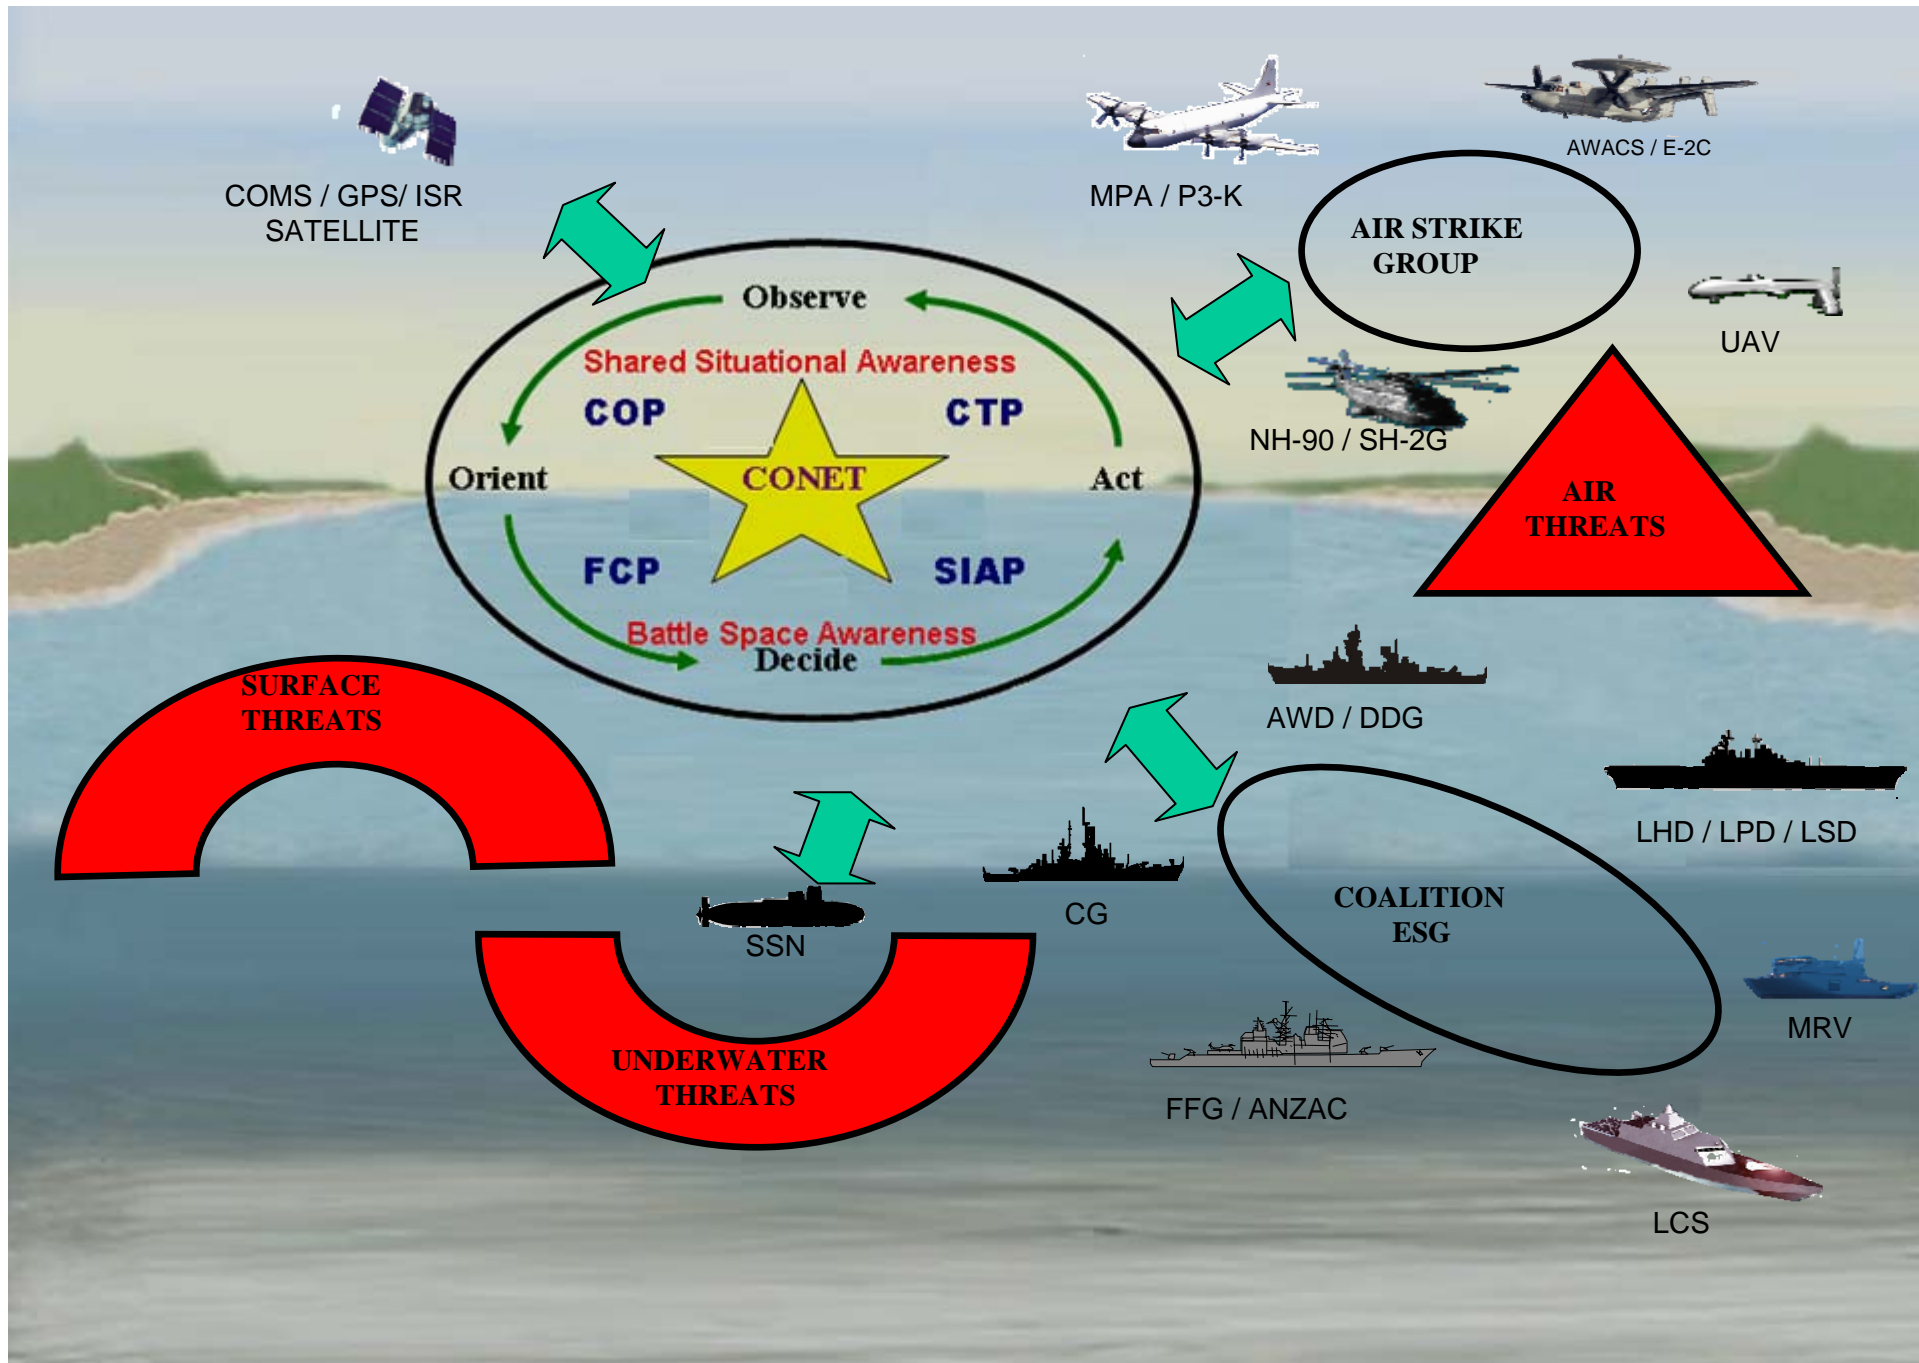 AWACS / E-2C
COMS / GPS/ ISR
SATELLITE
MPA / P3-K
AIR STRIKE
GROUP
UAV
Observe
Shared Situational Awareness
COP
CTP
NH-90 / SH-2G
Orient
CONET
Act
AIR
THREATS
FCP
SIAP
Battle Space Awareness
Decide
SURFACE
THREATS
AWD / DDG
LHD / LPD / LSD
CG
COALITION
ESG
SSN
MRV
UNDERWATER
THREATS
FFG / ANZAC
LCS